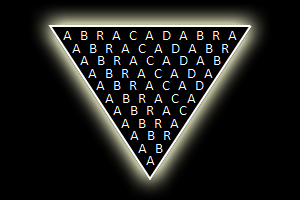 A B R A C A D A B R A
A B R A C A D A B R
A B R A C A D A B
A B R A C A D A
A B R A C A D
A B R A C A
A B R A C
A B R A
A B R
A B
A